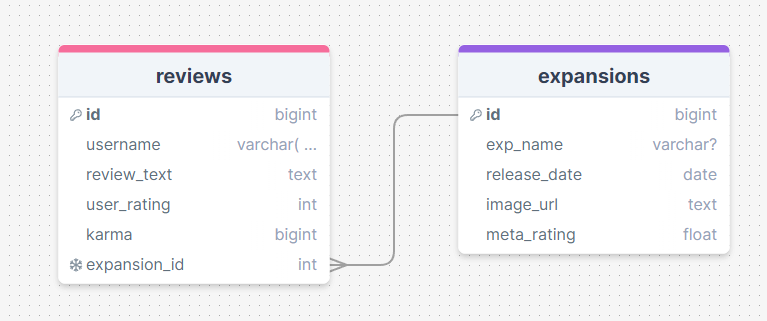 reviews
id bigint
username varchar( ...
review_text text
user_rating int
karma bigint
expansion_id int
expansions
id bigint
exp_name varchar?
release_date date
image_url text
meta_rating float